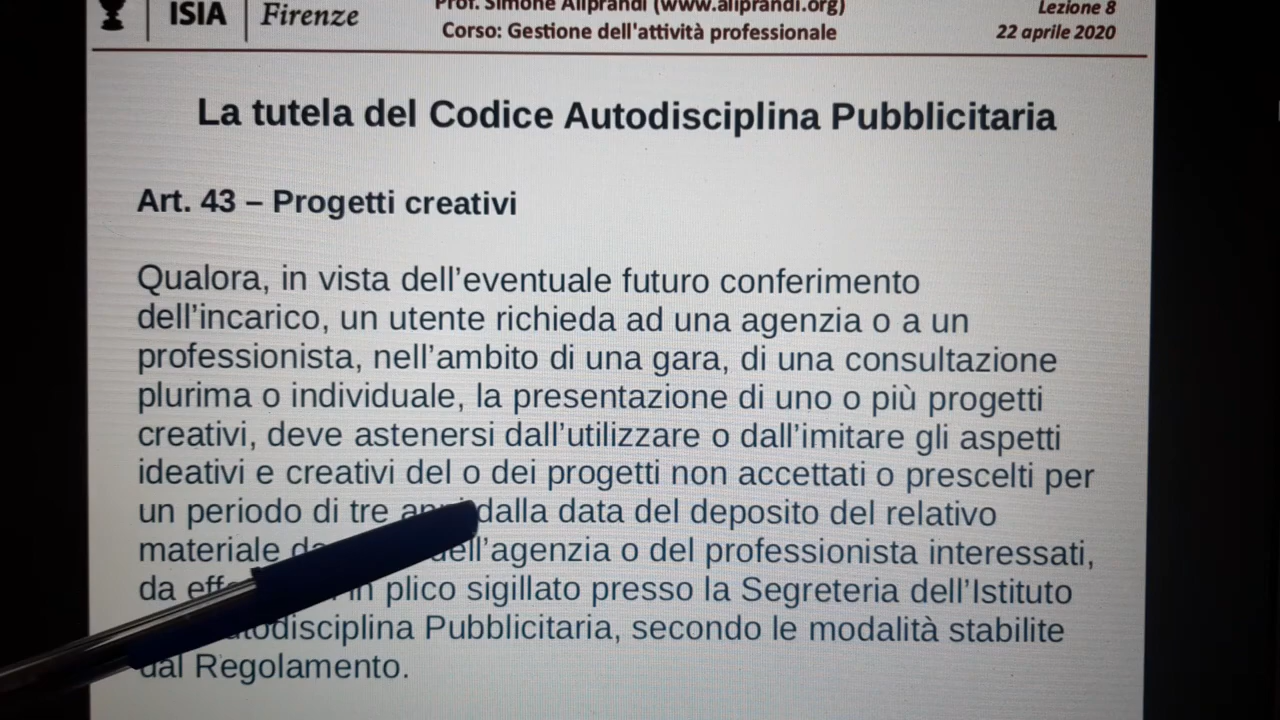 ISIA Firenze
Prof. Simone Aliprandi (www.aliprandi.org)
Corso: Gestione dell'attività professionale
Lezione 8
22 aprile 2020
La tutela del Codice Autodisciplina Pubblicitaria
Art. 43 – Progetti creativi
Qualora, in vista dell’eventuale futuro conferimento
dell’incarico, un utente richieda ad una agenzia o a un
professionista, nell’ambito di una gara, di una consultazione
plurima o individuale, la presentazione di uno o più progetti
creativi, deve astenersi dall’utilizzare o dall’imitare gli aspetti
ideativi e creativi del o dei progetti non accettati o prescelti per
un periodo di tre anni dalla data del deposito del relativo
materiale dell’agenzia o del professionista interessati,
da in plico sigillato presso la Segreteria dell’Istituto
Autodisciplina Pubblicitaria, secondo le modalità stabilite
dal Regolamento.